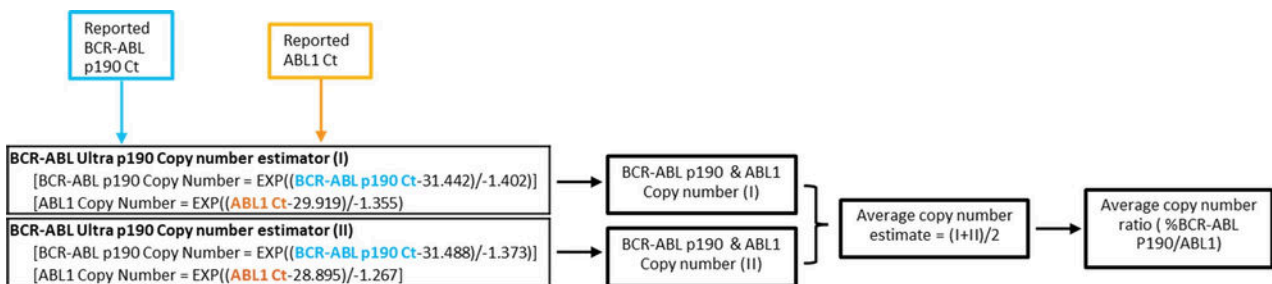 Reported
BCR-ABL
p190 Ct
Reported
ABL1 Ct
BCR-ABL Ultra p190 Copy number estimator (I)
[BCR-ABL p190 Copy Number = EXP((BCR-ABL p190 Ct-31.442)/-1.402)]
[ABL1 Copy Number = EXP((ABL1 Ct-29.919)/-1.355)
BCR-ABL Ultra p190 Copy number estimator (II)
[BCR-ABL p190 Copy Number = EXP((BCR-ABL p190 Ct-31.488)/-1.373)]
[ABL1 Copy Number = EXP((ABL1 Ct-28.895)/-1.267]
BCR-ABL p190 & ABL1
Copy number (I)
BCR-ABL p190 & ABL1
Copy number (II)
Average copy number
estimate = (I+II)/2
Average copy number
ratio ( %BCR-ABL
P190/ABL1)